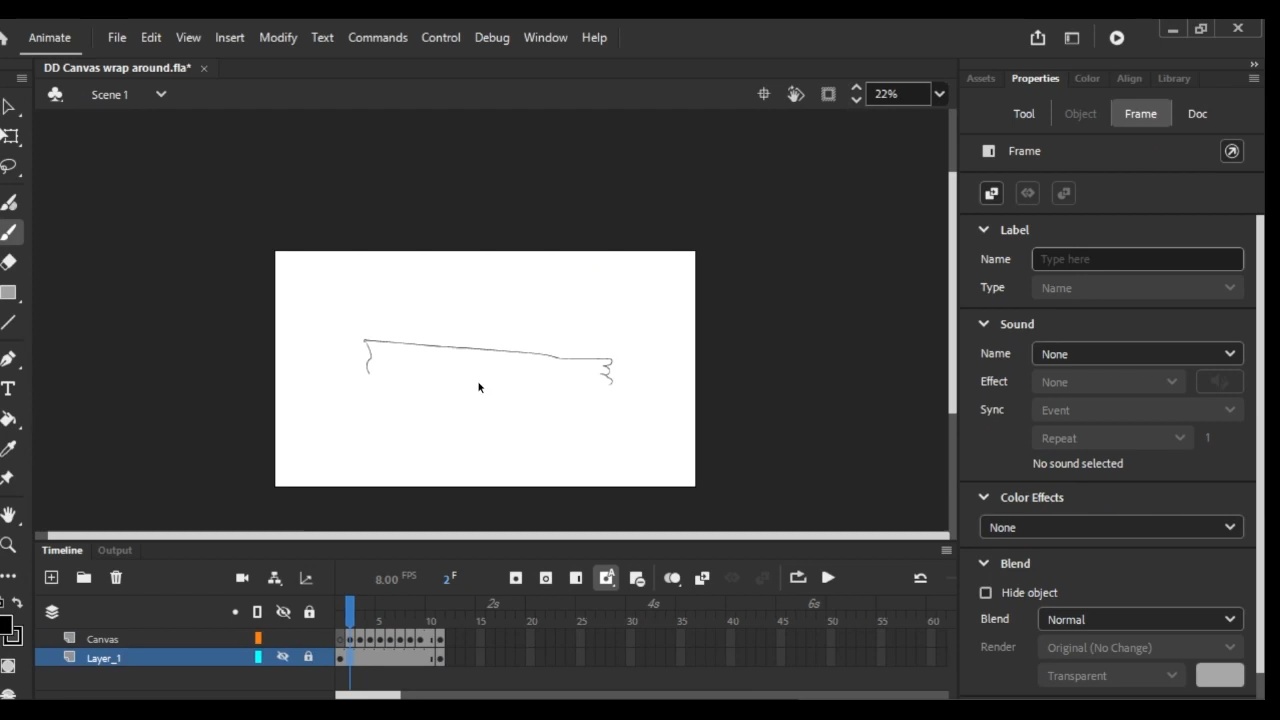 Animate File Edit View Insert Modify Text Commands Control Debug Window Help
DD Canvas wrap around.fla* ×
Assets Properties Color Align Library
Scene 1 22%
Tool Object Frame Doc
Frame
Label
Name Type here
Type Name
Sound
Name None
Effect None
Sync Event
Repeat 1
No sound selected
Color Effects
None
Blend
Hide object
Blend Normal
Render Original (No Change)
Transparent
Timeline Output
8.00 FPS 2 F
2s 4s 6s
5 10 15 20 25 30 35 40 45 50 55 60
Canvas
Layer_1